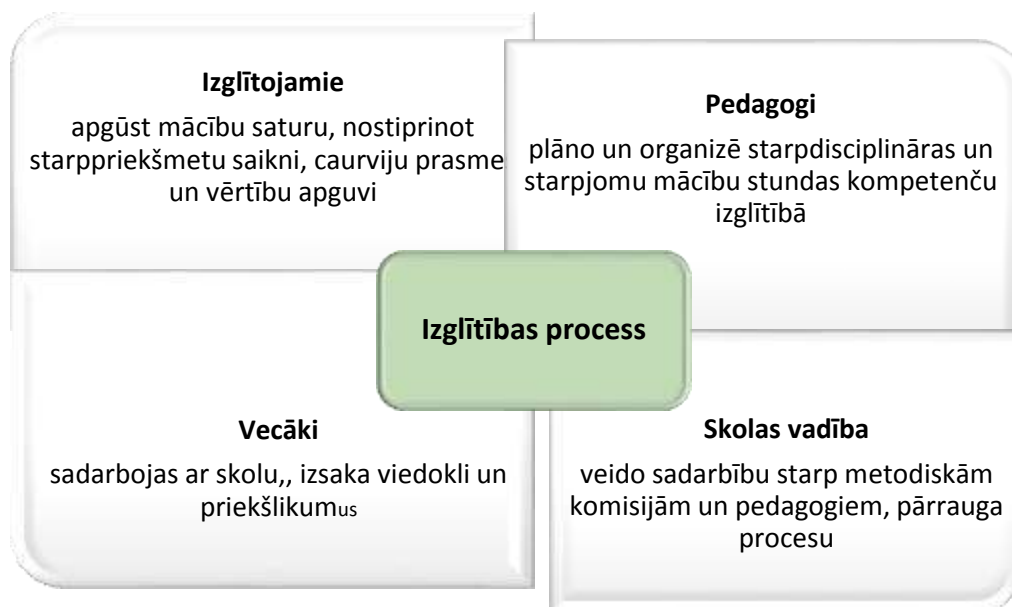 Izglītojamie
apgūst mācību saturu, nostiprinot
starppriekšmetu saikni, caurviju prasme
un vērtību apguvi
Pedagogi
plāno un organizē starpdisciplināras un
starpjomu mācību stundas kompetenču
izglītībā
Izglītības process
Vecāki
sadarbojas ar skolu,, izsaka viedokli un
priekšlikumus
Skolas vadība
veido sadarbību starp metodiskām
komisijām un pedagogiem, pārrauga
procesu